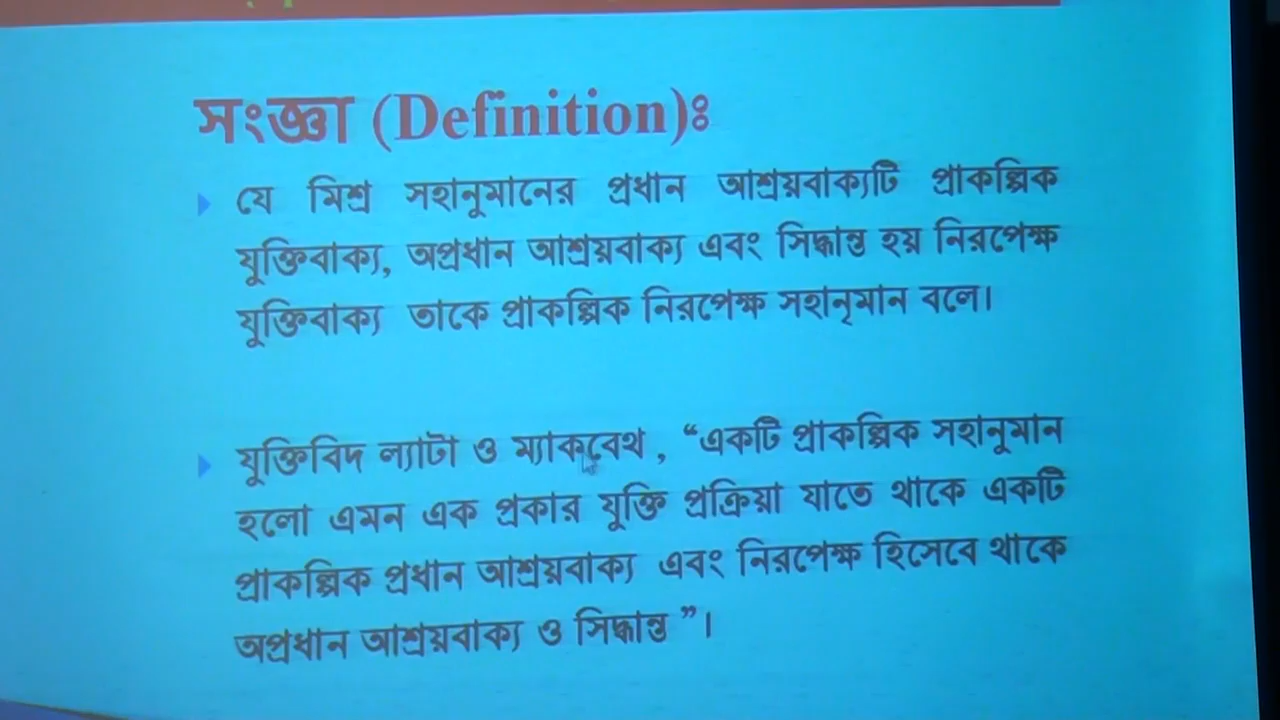 সংজ্ঞা (Definition)ঃ
যে মিশ্র সহানুমানের প্রধান আশ্রয়বাক্যটি প্রাকল্পিক
যুক্তিবাক্য, অপ্রধান আশ্রয়বাক্য এবং সিদ্ধান্ত হয় নিরপেক্ষ
যুক্তিবাক্য তাকে প্রাকল্পিক নিরপেক্ষ সহানৃমান বলে।
যুক্তিবিদ ল্যাটা ও ম্যাকবেথ , “একটি প্রাকল্পিক সহানুমান
হলো এমন এক প্রকার যুক্তি প্রক্রিয়া যাতে থাকে একটি
প্রাকল্পিক প্রধান আশ্রয়বাক্য এবং নিরপেক্ষ হিসেবে থাকে
অপ্রধান আশ্রয়বাক্য ও সিদ্ধান্ত ”।